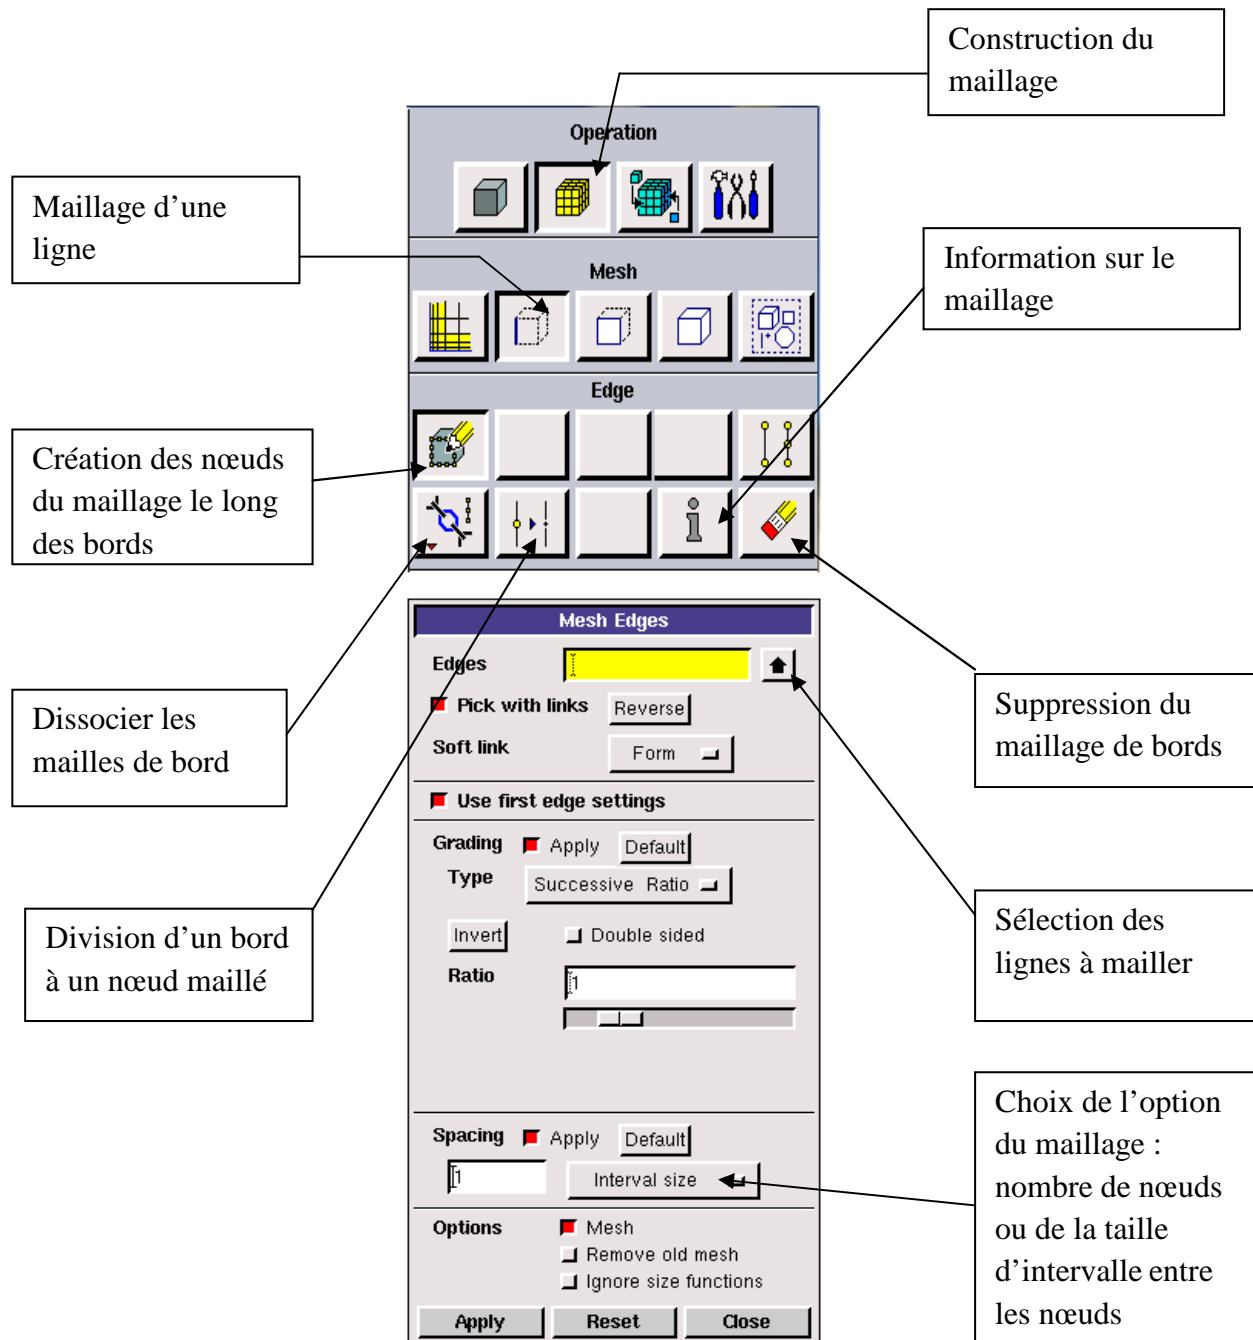 Construction du
maillage
Operation
Maillage d’une
ligne
Information sur le
maillage
Mesh
Edge
Création des nœuds
du maillage le long
des bords
Mesh Edges
Edges
Pick with links Reverse
Soft link Form
Dissocier les
mailles de bord
Suppression du
maillage de bords
Use first edge settings
Grading Apply Default
Type Successive Ratio
Invert Double sided
Ratio 1
Division d’un bord
à un nœud maillé
Sélection des
lignes à mailler
Spacing Apply Default
1 Interval size
Choix de l’option
du maillage :
nombre de nœuds
ou de la taille
d’intervalle entre
les nœuds
Options Mesh
Remove old mesh
Ignore size functions
Apply Reset Close